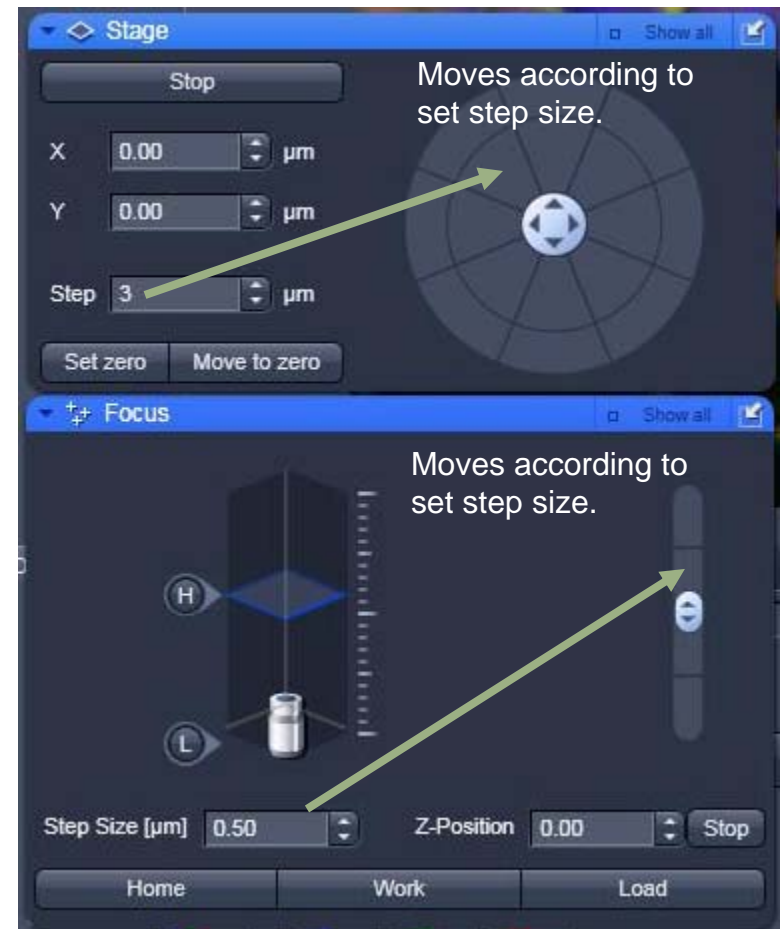 Stage
Show all
Stop
Moves according to
set step size.
X 0.00 µm
Y 0.00 µm
Step 3 µm
Set zero Move to zero
Focus
Show all
Moves according to
set step size.
H
L
Step Size [µm] 0.50 Z-Position 0.00 Stop
Home Work Load